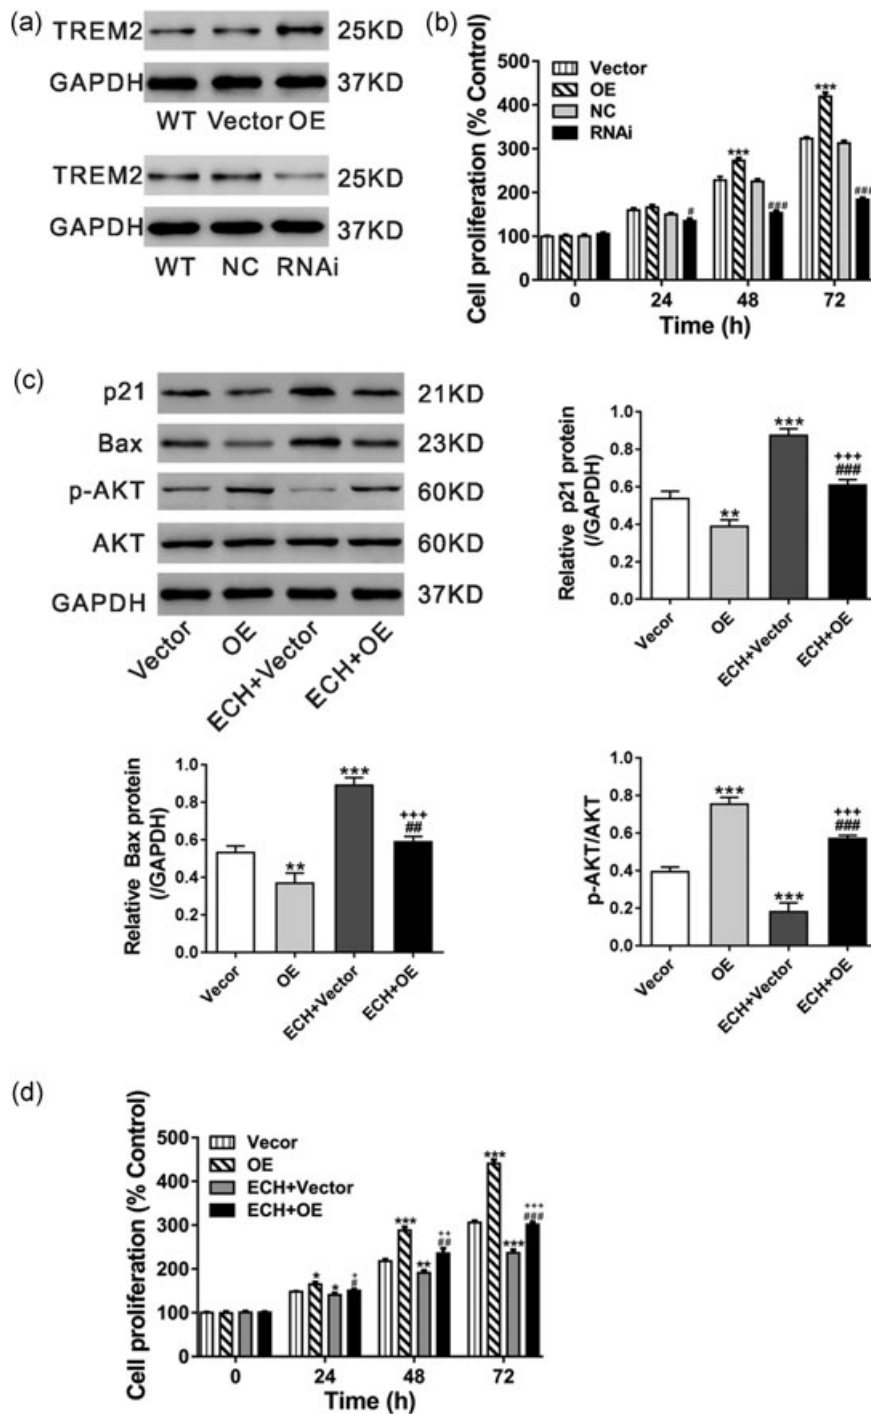 (a)
TREM2
25KD
GAPDH
37KD
WT Vector OE
TREM2
25KD
GAPDH
37KD
WT NC RNAi
(b)
Cell proliferation (% Control)
500
400
300
200
100
0
Vector
OE
NC
RNAi
#
***
###
***
###
0 24 48 72
Time (h)
(c)
p21
21KD
Bax
23KD
p-AKT
60KD
AKT
60KD
GAPDH
37KD
Vector
OE
ECH+Vector
ECH+OE
Relative p21 protein
(/GAPDH)
1.0
0.8
0.6
0.4
0.2
0.0
**
***
+++
###
Vecor
OE
ECH+Vector
ECH+OE
Relative Bax protein
(/GAPDH)
1.0
0.8
0.6
0.4
0.2
0.0
**
***
+++
##
Vecor
OE
ECH+Vector
ECH+OE
p-AKT/AKT
1.0
0.8
0.6
0.4
0.2
0.0
***
***
+++
###
Vecor
OE
ECH+Vector
ECH+OE
(d)
Cell proliferation (% Control)
500
400
300
200
100
0
Vecor
OE
ECH+Vector
ECH+OE
*
*
+
#
***
**
++
##
***
***
+++
###
0 24 48 72
Time (h)